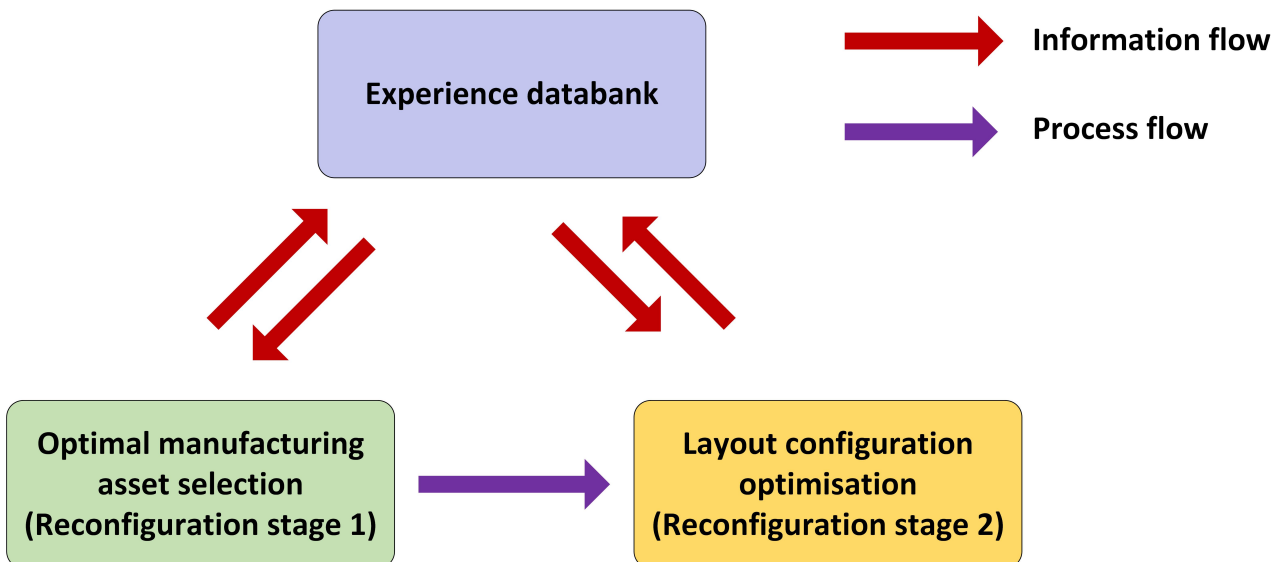 Experience databank
Information flow
Process flow
Optimal manufacturing
asset selection
(Reconfiguration stage 1)
Layout configuration
optimisation
(Reconfiguration stage 2)